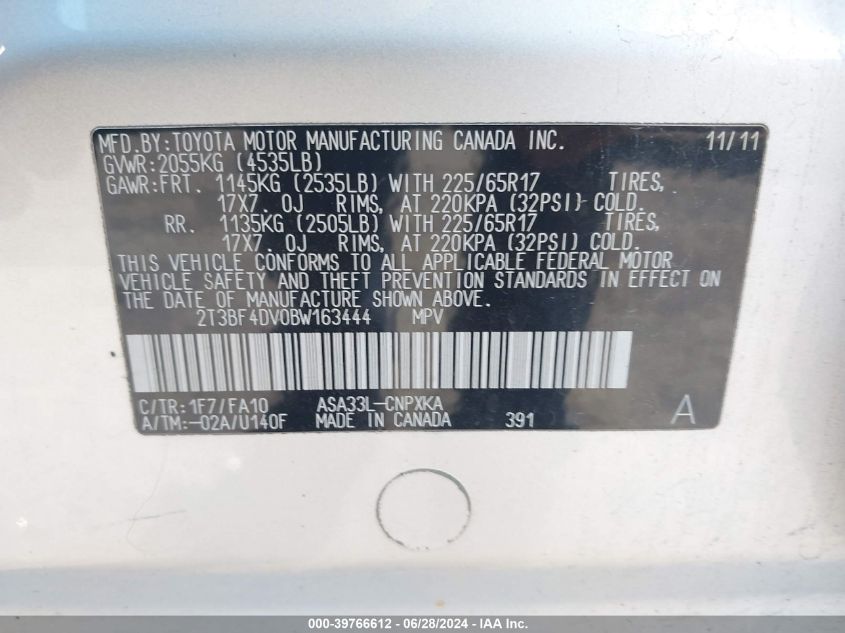 MFD.BY:TOYOTA MOTOR MANUFACTURING CANADA INC. 11/11
GVWR:2055KG (4535LB)
GAWR:FRT. 1145KG (2535LB) WITH 225/65R17 TIRES,
17X7.0J RIMS, AT 220KPA (32PSI) COLD.
RR. 1135KG (2505LB) WITH 225/65R17 TIRES,
17X7.0J RIMS, AT 220KPA (32PSI) COLD.
THIS VEHICLE CONFORMS TO ALL APPLICABLE FEDERAL MOTOR
VEHICLE SAFETY AND THEFT PREVENTION STANDARDS IN EFFECT ON
THE DATE OF MANUFACTURE SHOWN ABOVE.
2T3BF4DV0BW163444 MPV
C/TR:1F7/FA10 ASA33L-CNPXKA
A/TM:-02A/U140F MADE IN CANADA 391 A
000-39766612 - 06/28/2024 - IAA Inc.